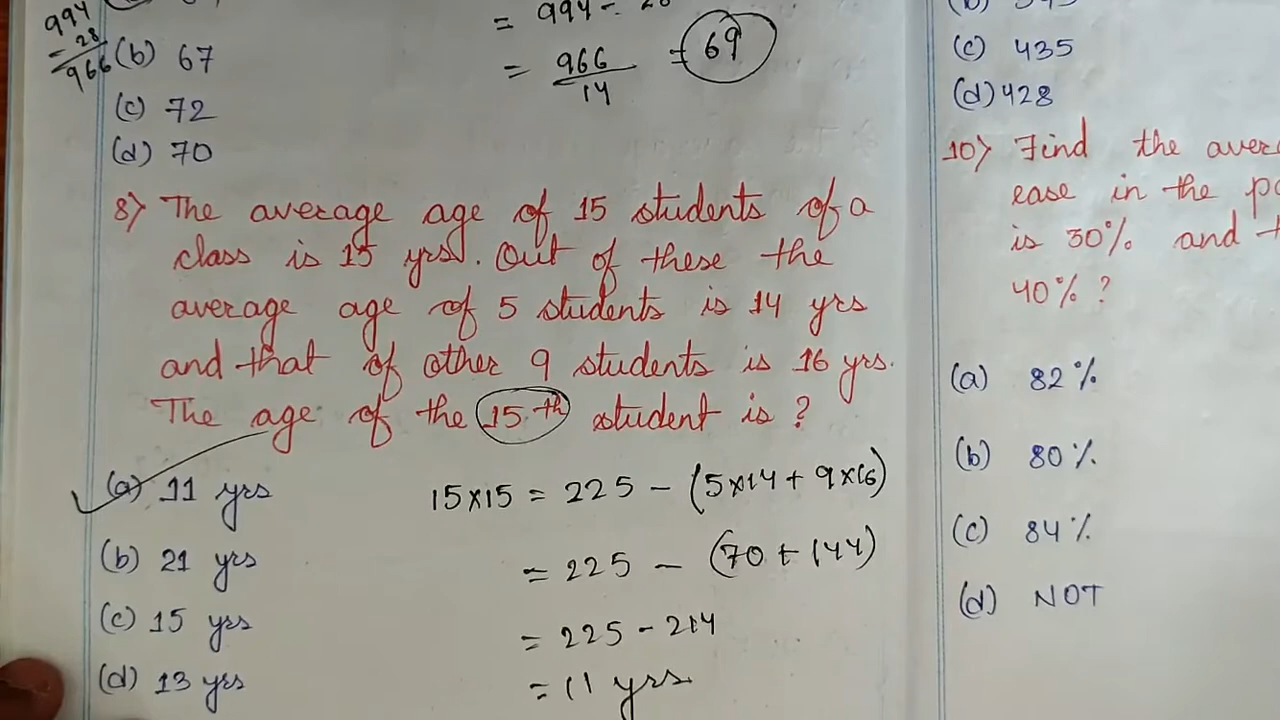 994
- 28
966
(b) 67
(c) 72
(d) 70
= 994 - 28
= 966/14 = 69
8) The average age of 15 students of a
class is 15 yrs. Out of these the
average age of 5 students is 14 yrs
and that of other 9 students is 16 yrs.
The age of the 15th student is ?
(a) 11 yrs
(b) 21 yrs
(c) 15 yrs
(d) 13 yrs
15×15 = 225 - (5×14 + 9×16)
= 225 - (70 + 144)
= 225 - 214
= 11 yrs.
(c) 435
(d) 428
10) Find the
ease in the
is 30% and
40% ?
(a) 82%
(b) 80%
(c) 84%
(d) NOT